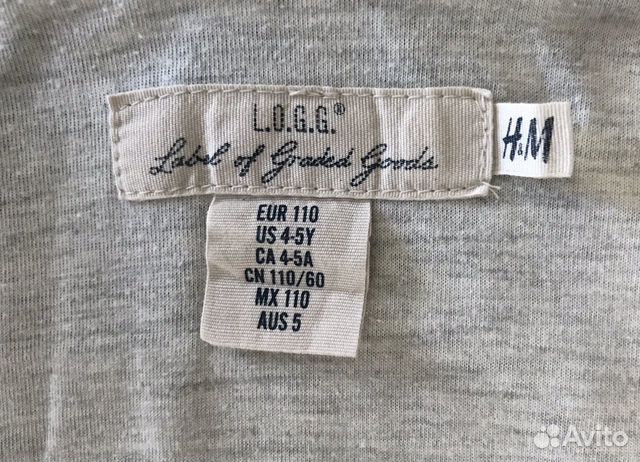 L.O.G.G.®
Label of Graded Goods
H&M
EUR 110
US 4-5Y
CA 4-5A
CN 110/60
MX 110
AUS 5
Avito